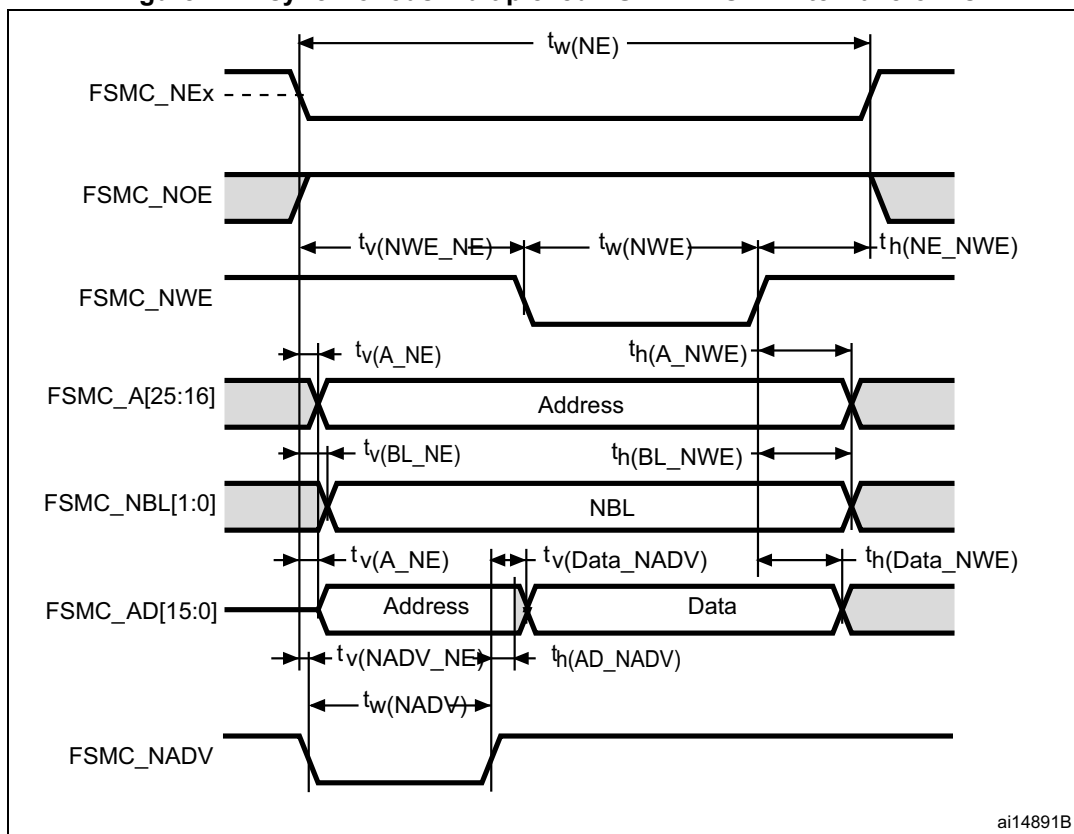 tw(NE)
FSMC_NEx
FSMC_NOE
tv(NWE_NE)
tw(NWE)
th(NE_NWE)
FSMC_NWE
tv(A_NE)
th(A_NWE)
FSMC_A[25:16]
Address
tv(BL_NE)
th(BL_NWE)
FSMC_NBL[1:0]
NBL
tv(A_NE)
tv(Data_NADV)
th(Data_NWE)
FSMC_AD[15:0]
Address
Data
tv(NADV_NE)
th(AD_NADV)
tw(NADV)
FSMC_NADV
ai14891B